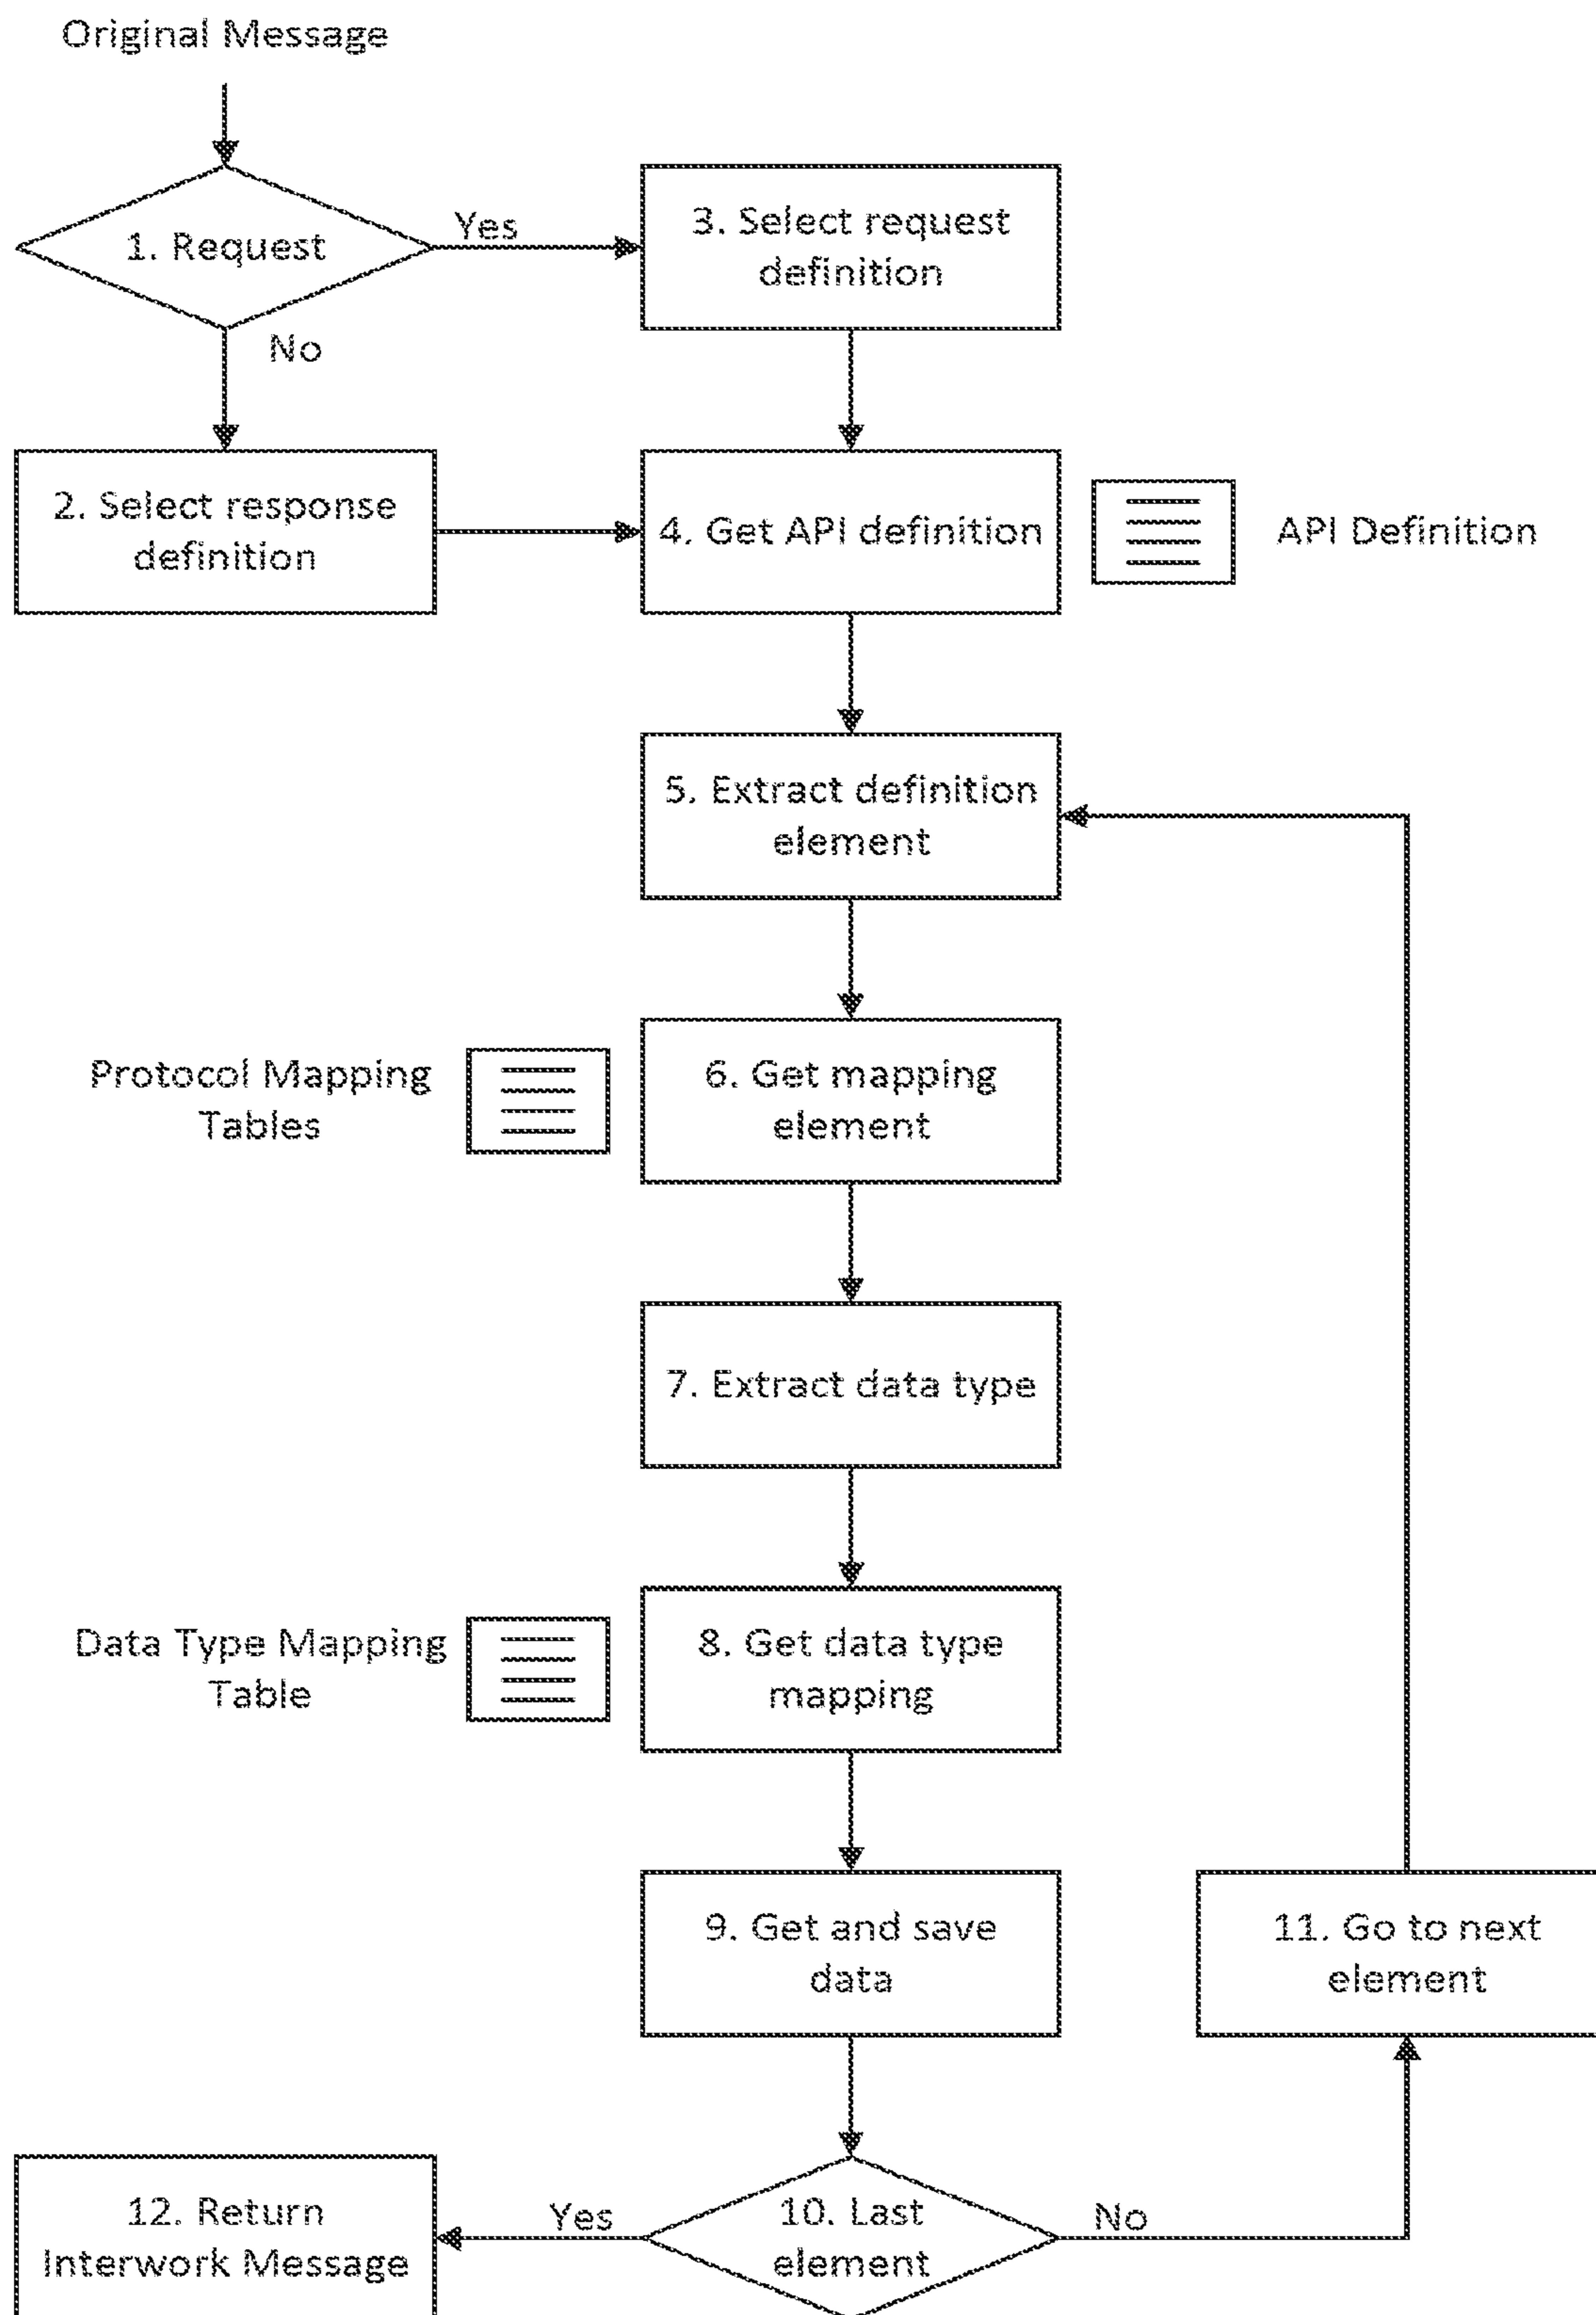 Original Message
1. Request
Yes
No
3. Select request
definition
2. Select response
definition
4. Get API definition
API Definition
5. Extract definition
element
Protocol Mapping
Tables
6. Get mapping
element
7. Extract data type
Data Type Mapping
Table
8. Get data type
mapping
9. Get and save
data
11. Go to next
element
12. Return
Interwork Message
Yes
10. Last
element
No